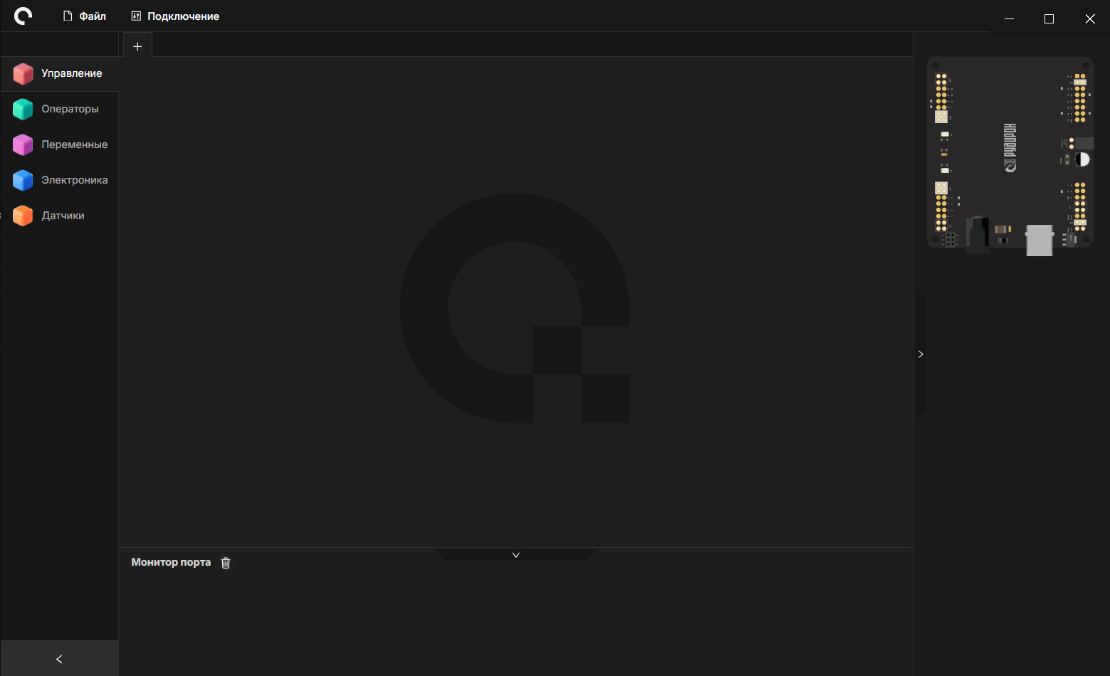 Файл
Подключение
Управление
Операторы
Переменные
Электроника
Датчики
Монитор порта